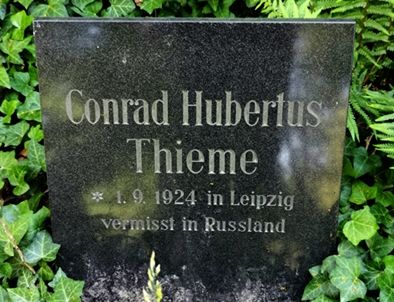 Conrad Hubertus
Thieme
* 1. 9. 1924 in Leipzig
vermisst in Russland